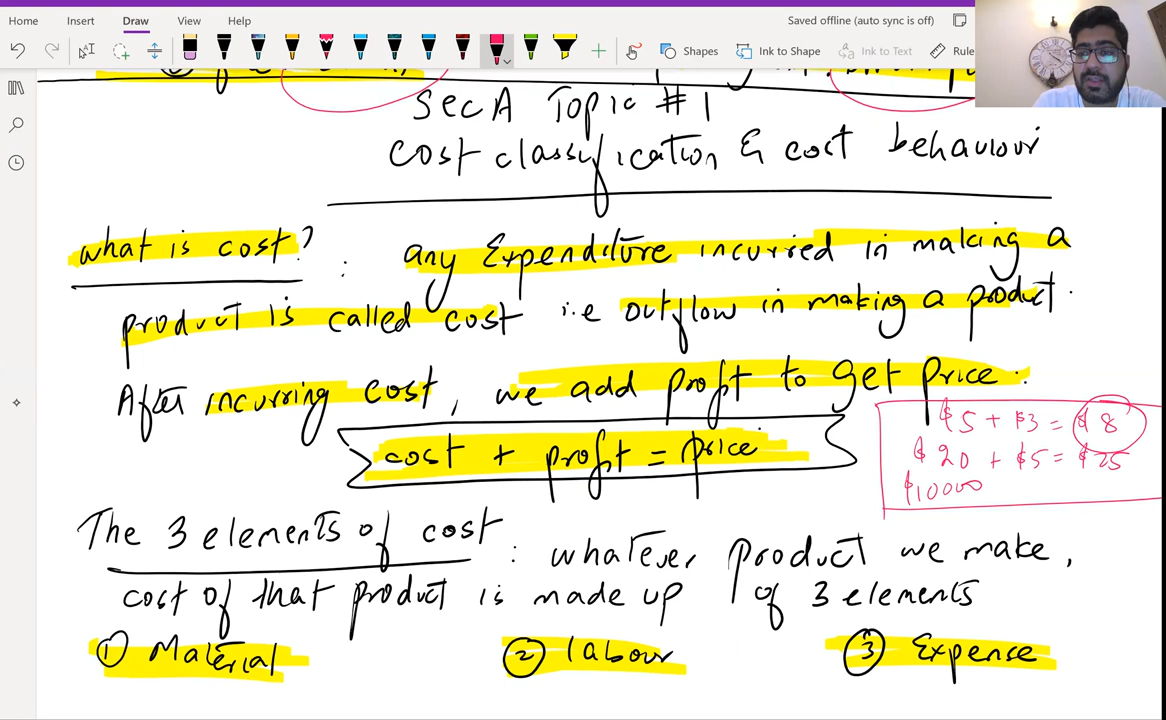 Home Insert Draw View Help Saved offline (auto sync is off)
Shapes Ink to Shape Ink to Text Rule
Sec A Topic # 1
cost classification & cost behaviour
what is cost? : any Expenditure incurred in making a
product is called cost i.e outflow in making a product.
After incurring cost, we add profit to get price.
$5 + $3 = $8
cost + profit = price
$20 + $5 = $25
$10000
The 3 elements of cost : whatever product we make,
cost of that product is made up of 3 elements
① Material ② labour ③ Expense